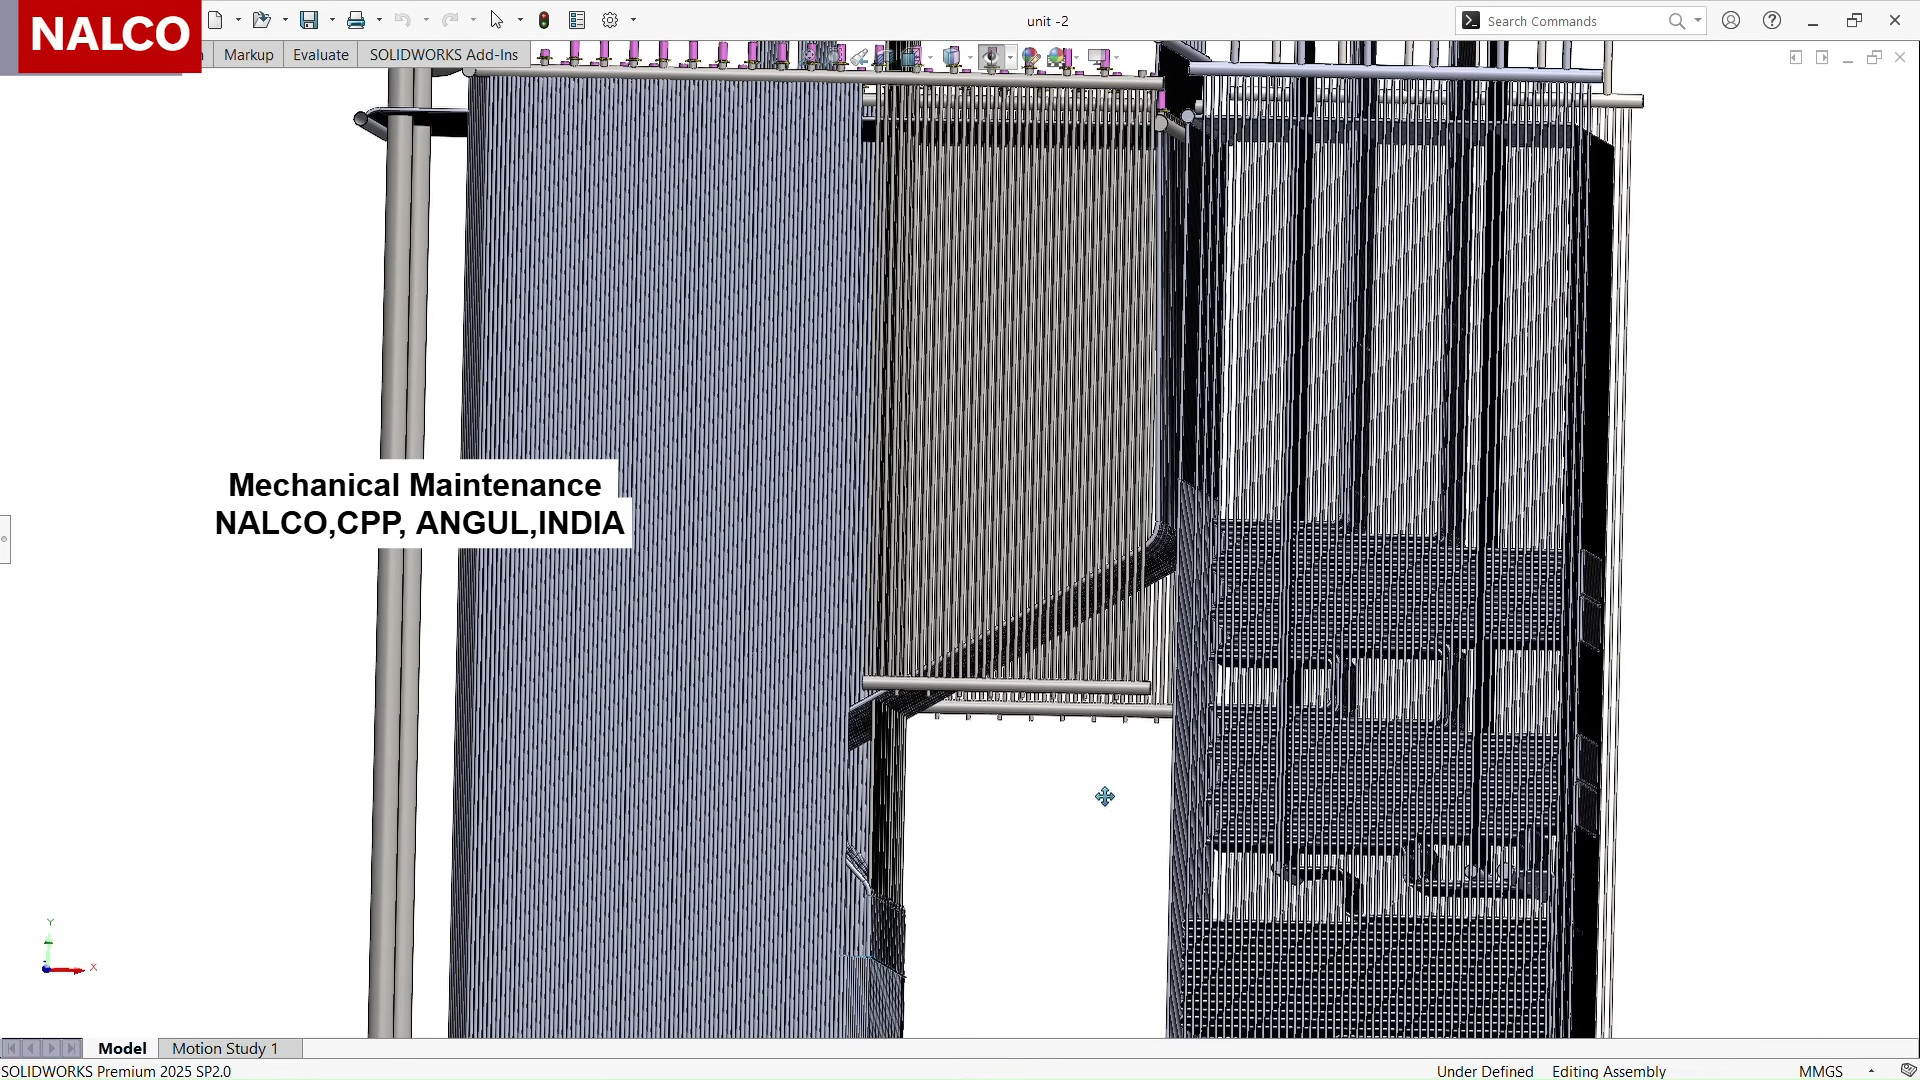 NALCO
unit -2
Search Commands
Markup
Evaluate
SOLIDWORKS Add-Ins
Mechanical Maintenance
NALCO,CPP, ANGUL,INDIA
Y
X
Model
Motion Study 1
SOLIDWORKS Premium 2025 SP2.0
Under Defined
Editing Assembly
MMGS